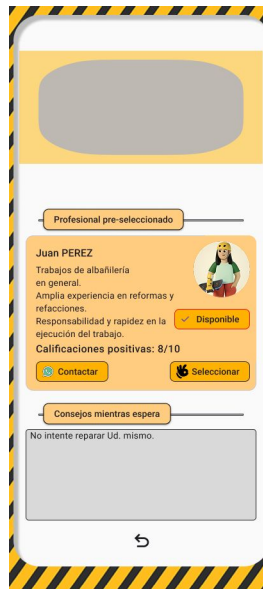 Profesional pre-seleccionado
Juan PEREZ
Trabajos de albañilería
en general.
Amplia experiencia en reformas y
refacciones.
Responsabilidad y rapidez en la
ejecución del trabajo.
Disponible
Calificaciones positivas: 8/10
Contactar
Seleccionar
Consejos mientras espera
No intente reparar Ud. mismo.